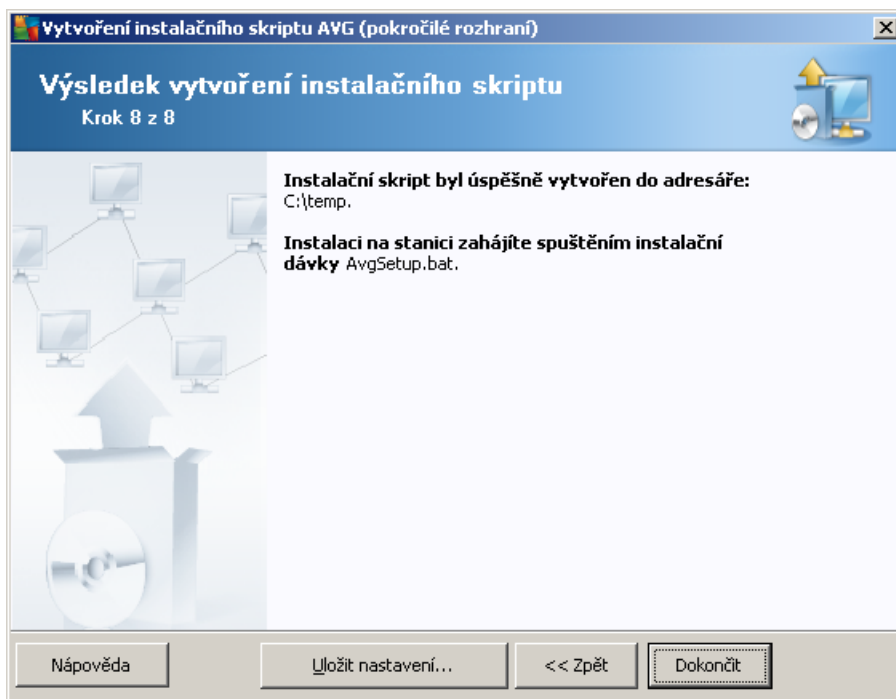 Vytvoření instalačního skriptu AVG (pokročilé rozhraní)
Výsledek vytvoření instalačního skriptu
Krok 8 z 8
Instalační skript byl úspěšně vytvořen do adresáře:
C:\temp.
Instalaci na stanici zahájíte spuštěním instalační
dávky AvgSetup.bat.
Nápověda
Uložit nastavení...
<< Zpět
Dokončit